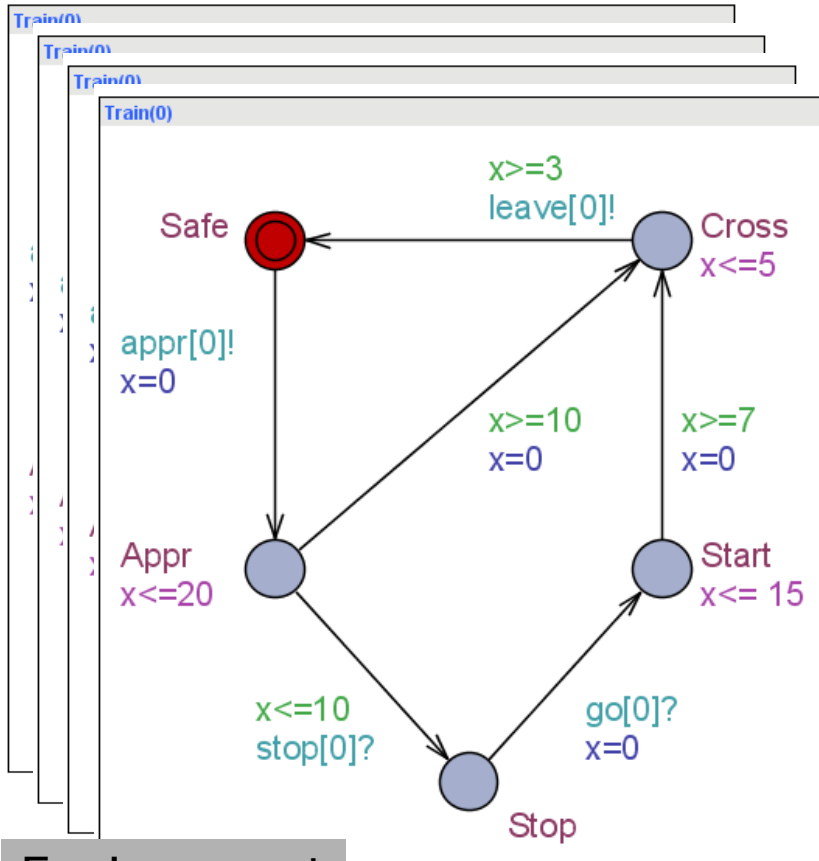 Train(0)
Train(0)
Train(0)
Train(0)
x>=3
leave[0]!
Safe
Cross
x<=5
appr[0]!
x=0
x>=10
x=0
x>=7
x=0
Appr
x<=20
Start
x<= 15
x<=10
stop[0]?
go[0]?
x=0
Stop